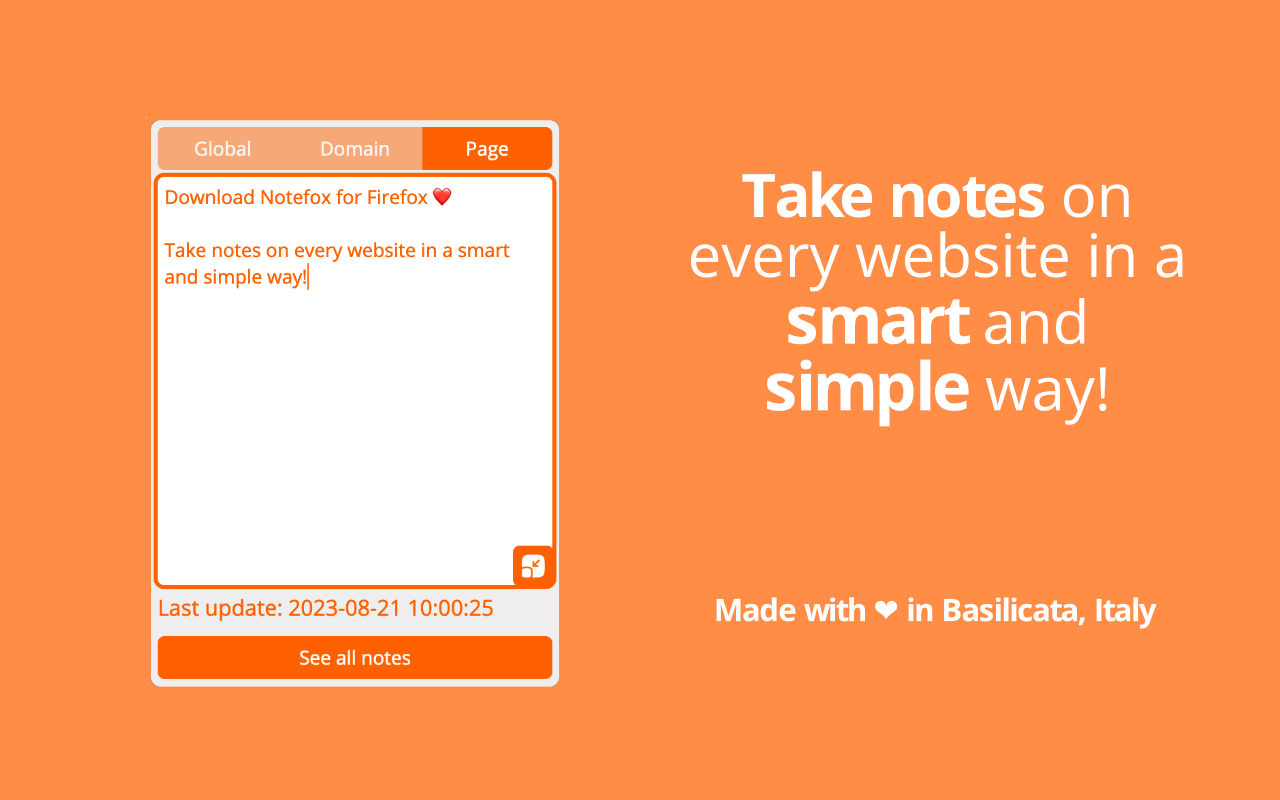 Global Domain Page
Download Notefox for Firefox ❤️
Take notes on every website in a smart
and simple way!
Last update: 2023-08-21 10:00:25
See all notes
Take notes on
every website in a
smart and
simple way!
Made with ❤ in Basilicata, Italy